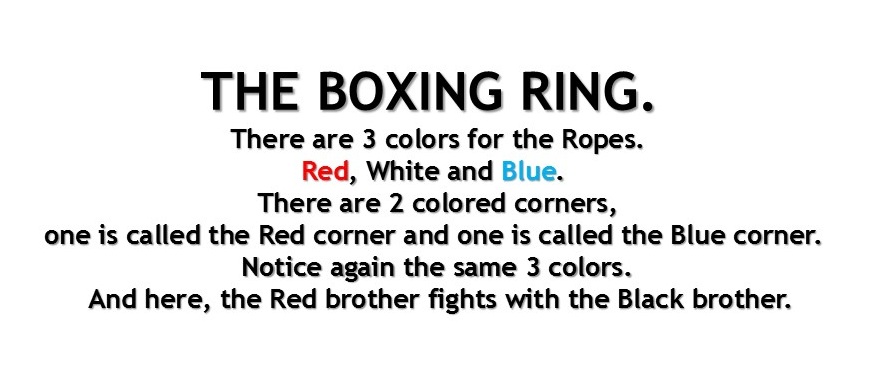 THE BOXING RING.
There are 3 colors for the Ropes.
Red, White and Blue.
There are 2 colored corners,
one is called the Red corner and one is called the Blue corner.
Notice again the same 3 colors.
And here, the Red brother fights with the Black brother.